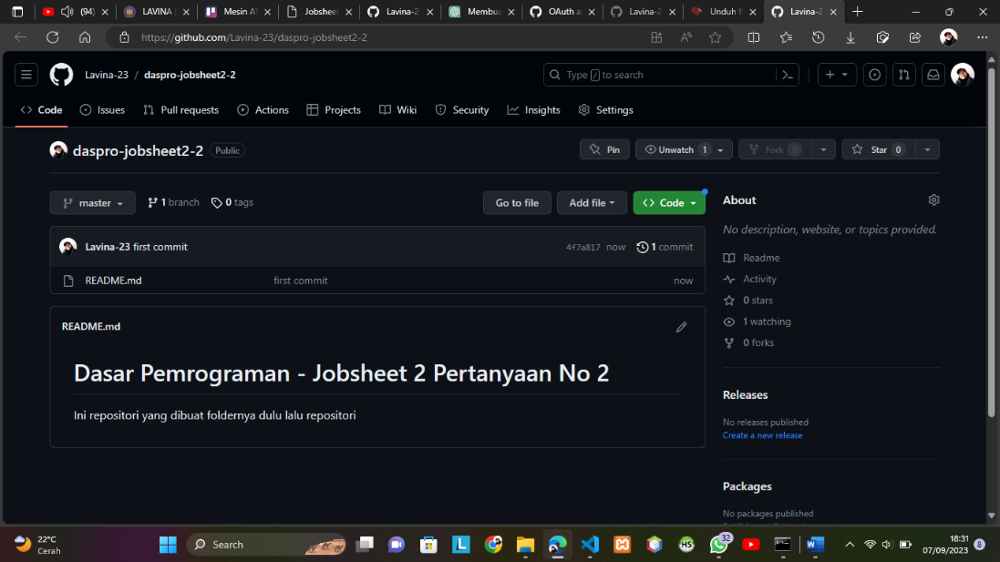 (94)
LAVINA
Mesin A
Jobshee
Lavina-2
Membua
OAuth a
Lavina-2
Unduh f
Lavina-2
https://github.com/Lavina-23/daspro-jobsheet2-2
Lavina-23 / daspro-jobsheet2-2
Type / to search
Code Issues Pull requests Actions Projects Wiki Security Insights Settings
daspro-jobsheet2-2 Public
Pin Unwatch 1 Fork 0 Star 0
master 1 branch 0 tags Go to file Add file Code
Lavina-23 first commit 4f7a817 now 1 commit
README.md first commit now
README.md
Dasar Pemrograman - Jobsheet 2 Pertanyaan No 2
Ini repositori yang dibuat foldernya dulu lalu repositori
About
No description, website, or topics provided.
Readme
Activity
0 stars
1 watching
0 forks
Releases
No releases published
Create a new release
Packages
No packages published
22°C
Cerah
Search
L
HS
32
18:31
07/09/2023
8